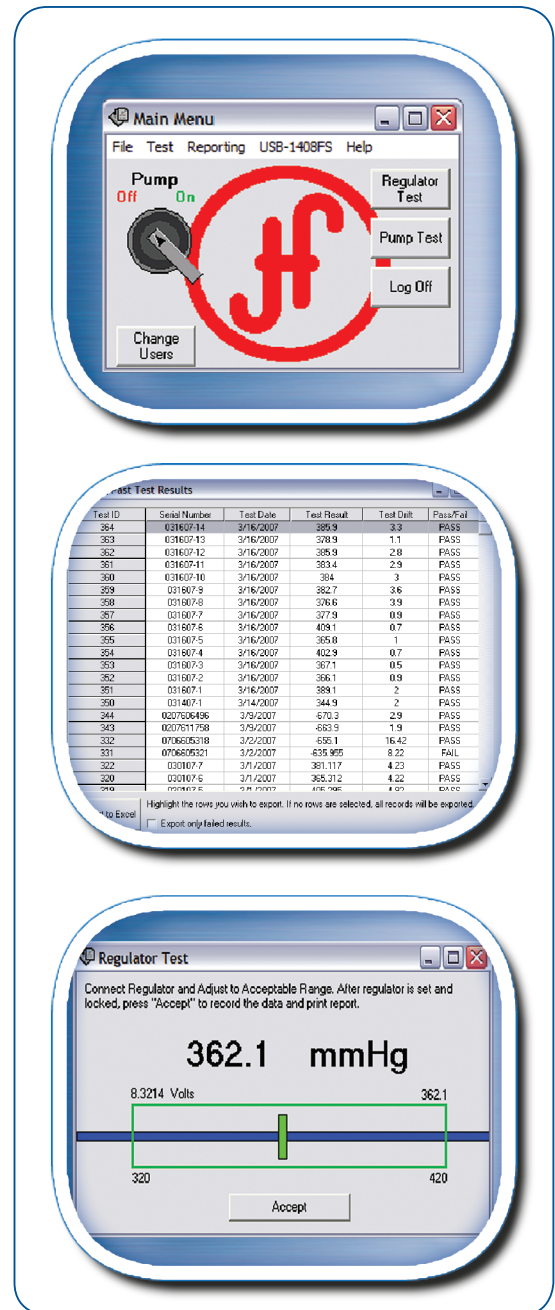 Main Menu
File Test Reporting USB-1408FS Help
Pump
Off On
Regulator
Test
Pump Test
Log Off
Change
Users
Past Test Results
Test ID Serial Number Test Date Test Result Test Drift Pass/Fail
364 031607-14 3/16/2007 385.9 3.3 PASS
363 031607-13 3/16/2007 378.9 1.1 PASS
362 031607-12 3/16/2007 385.9 2.8 PASS
361 031607-11 3/16/2007 383.4 2.9 PASS
360 031607-10 3/16/2007 384 3 PASS
359 031607-9 3/16/2007 382.7 3.6 PASS
358 031607-8 3/16/2007 376.6 3.9 PASS
357 031607-7 3/16/2007 377.9 0.9 PASS
356 031607-6 3/16/2007 409.1 0.7 PASS
355 031607-5 3/16/2007 365.8 1 PASS
354 031607-4 3/16/2007 402.9 0.7 PASS
353 031607-3 3/16/2007 367.1 0.5 PASS
352 031607-2 3/16/2007 366.1 0.9 PASS
351 031607-1 3/16/2007 389.1 2 PASS
350 031407-1 3/14/2007 344.9 2 PASS
344 0207606496 3/9/2007 -670.3 2.9 PASS
343 0207611758 3/9/2007 -663.9 1.9 PASS
332 0706605318 3/2/2007 -655.1 16.42 PASS
331 0706605321 3/2/2007 -635.955 8.22 FAIL
322 030107-7 3/1/2007 381.117 4.23 PASS
320 030107-6 3/1/2007 365.312 4.22 PASS
to Excel
Highlight the rows you wish to export. If no rows are selected, all records will be exported.
Export only failed results.
Regulator Test
Connect Regulator and Adjust to Acceptable Range. After regulator is set and
locked, press "Accept" to record the data and print report.
362.1 mmHg
8.3214 Volts 362.1
320 420
Accept